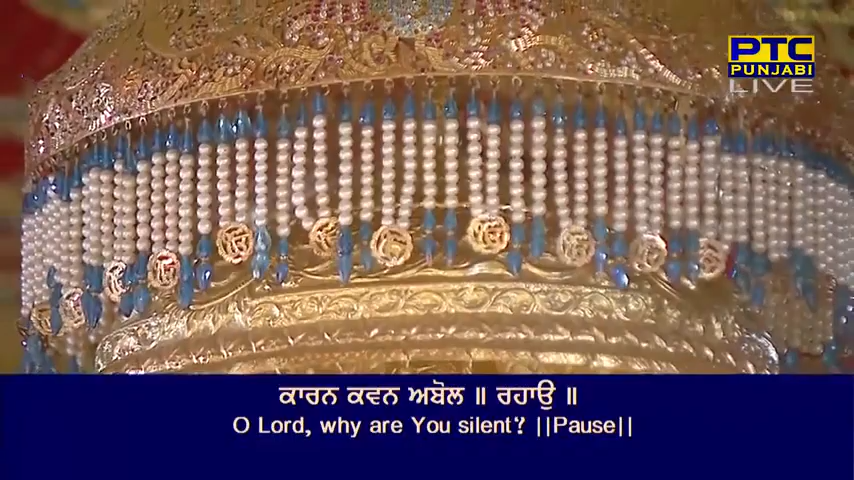 PTC
PUNJABI
LIVE
ਕਾਰਨ ਕਵਨ ਅਬੋਲ ॥ ਰਹਾਉ ॥
O Lord, why are You silent? ||Pause||